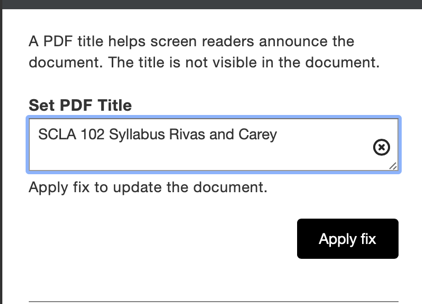 A PDF title helps screen readers announce the
document. The title is not visible in the document.
Set PDF Title
SCLA 102 Syllabus Rivas and Carey
Apply fix to update the document.
Apply fix